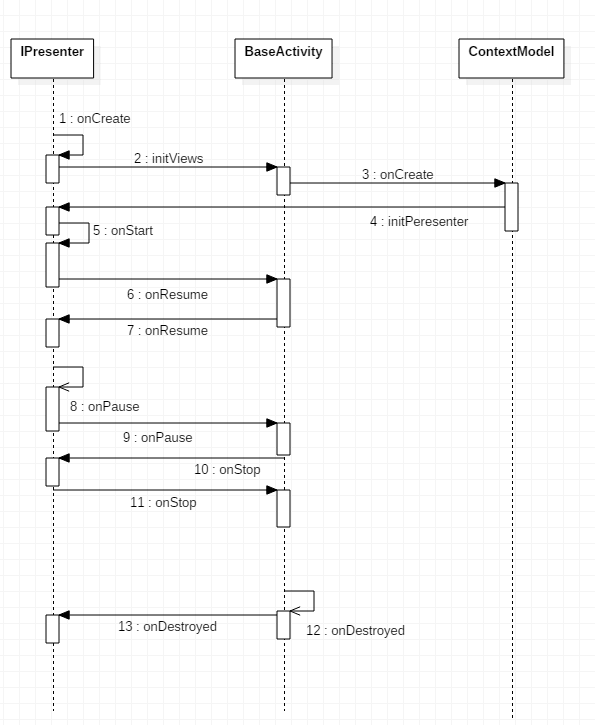 IPresenter
BaseActivity
ContextModel
1 : onCreate
2 : initViews
3 : onCreate
4 : initPeresenter
5 : onStart
6 : onResume
7 : onResume
8 : onPause
9 : onPause
10 : onStop
11 : onStop
13 : onDestroyed
12 : onDestroyed